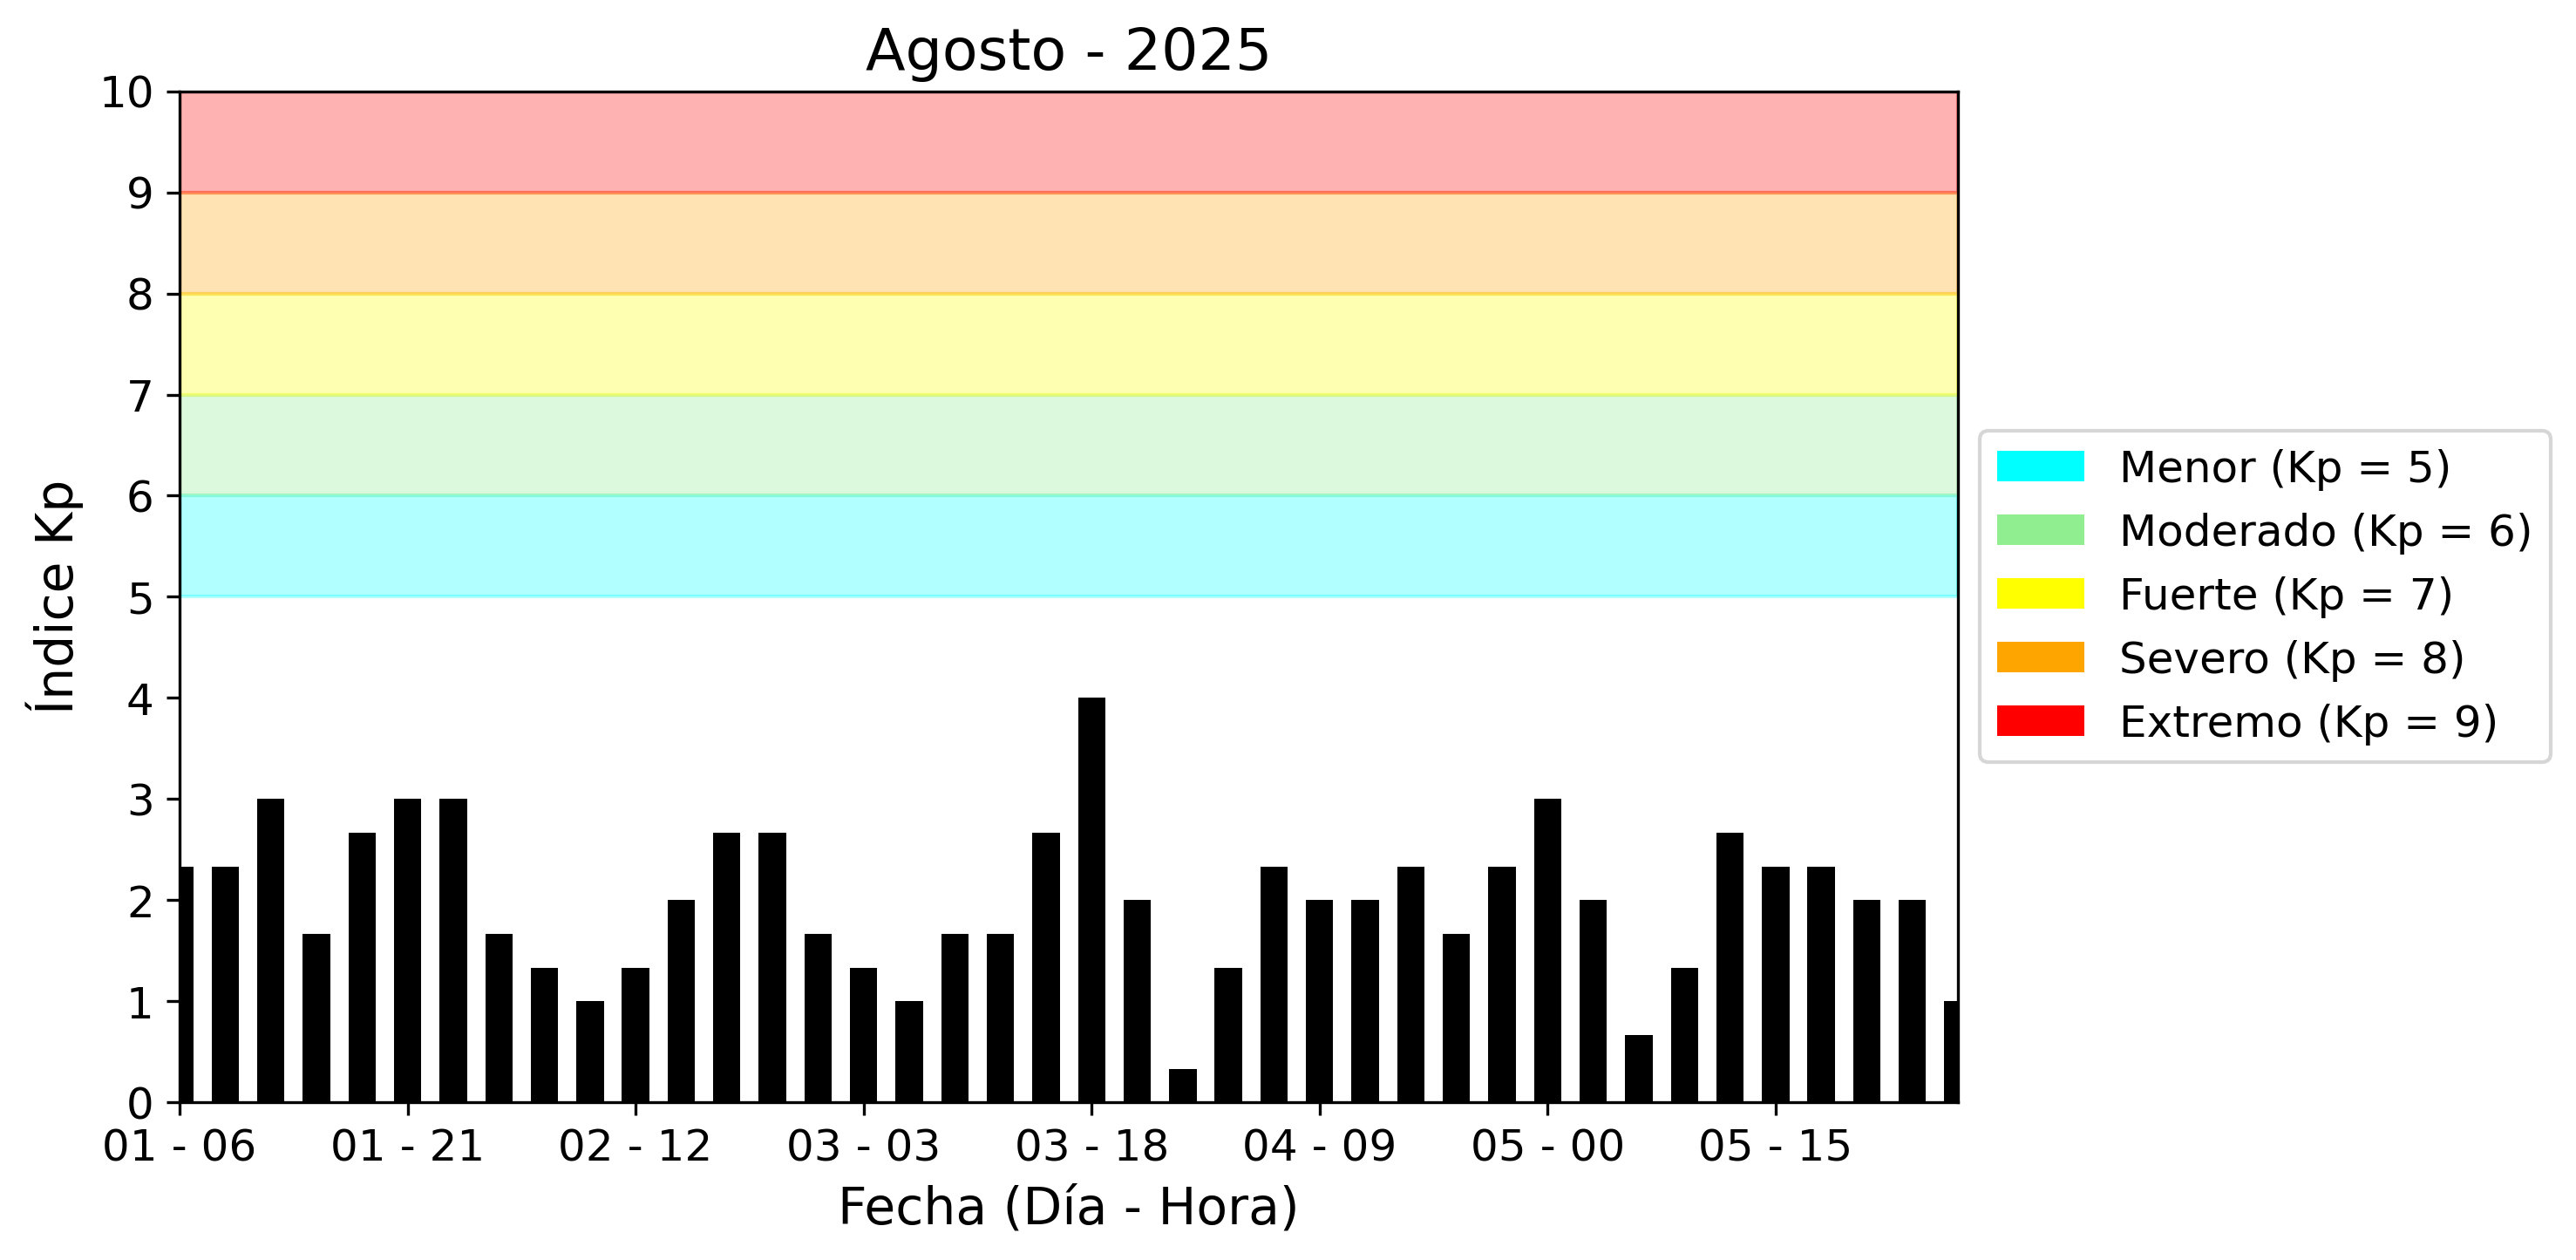 Agosto - 2025
10
9
8
7
6
5
4
3
2
1
0
Índice Kp
01 - 06
01 - 21
02 - 12
03 - 03
03 - 18
04 - 09
05 - 00
05 - 15
Fecha (Día - Hora)
Menor (Kp = 5)
Moderado (Kp = 6)
Fuerte (Kp = 7)
Severo (Kp = 8)
Extremo (Kp = 9)